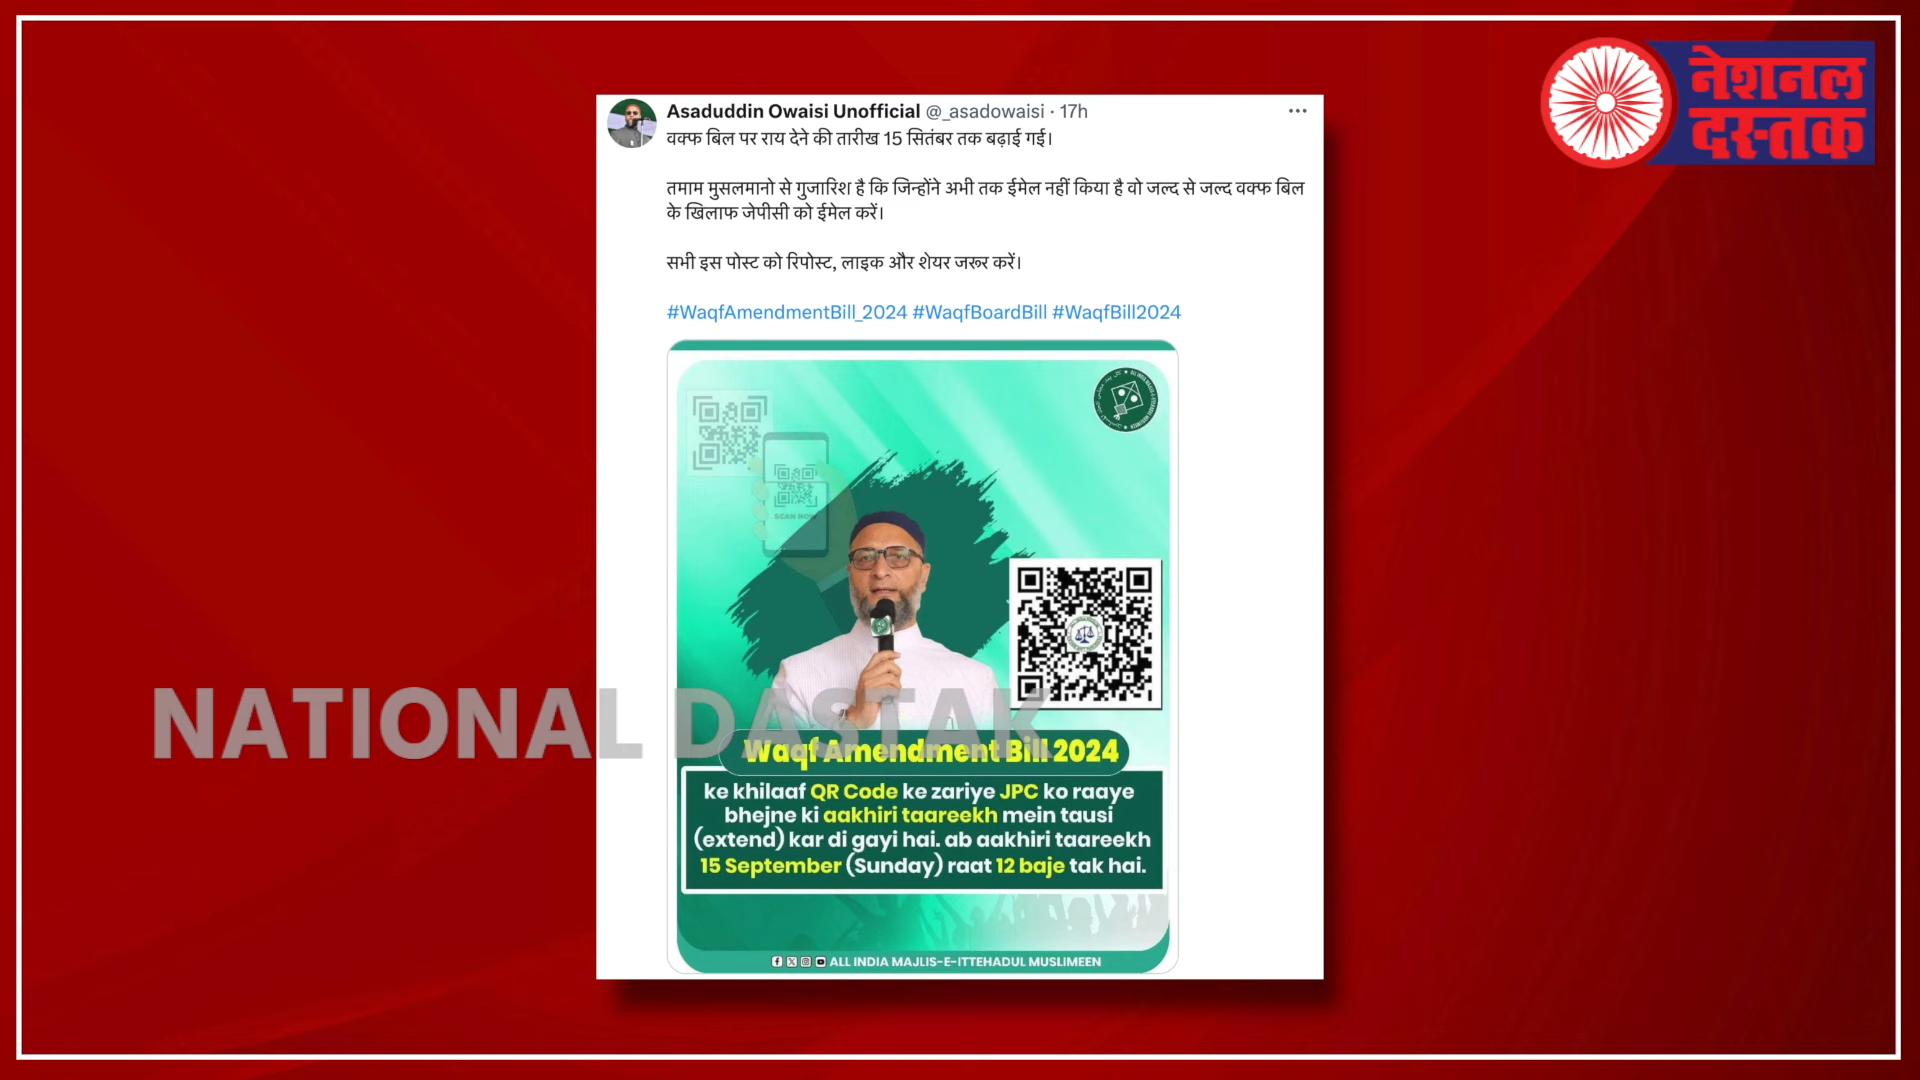 नेशनल
दस्तक
Asaduddin Owaisi Unofficial @_asadowaisi · 17h
वक्फ बिल पर राय देने की तारीख 15 सितंबर तक बढ़ाई गई।
तमाम मुसलमानो से गुजारिश है कि जिन्होंने अभी तक ईमेल नहीं किया है वो जल्द से जल्द वक्फ बिल
के खिलाफ जेपीसी को ईमेल करें।
सभी इस पोस्ट को रिपोस्ट, लाइक और शेयर जरूर करें।
#WaqfAmendmentBill_2024 #WaqfBoardBill #WaqfBill2024
SCAN NOW
NATIONAL DASTAK
Waqf Amendment Bill 2024
ke khilaaf QR Code ke zariye JPC ko raaye
bhejne ki aakhiri taareekh mein tausi
(extend) kar di gayi hai. ab aakhiri taareekh
15 September (Sunday) raat 12 baje tak hai.
ALL INDIA MAJLIS-E-ITTEHADUL MUSLIMEEN